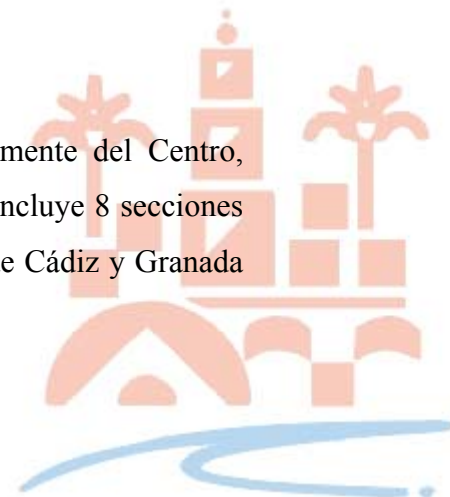 mente del Centro,
ncluye 8 secciones
e Cádiz y Granada